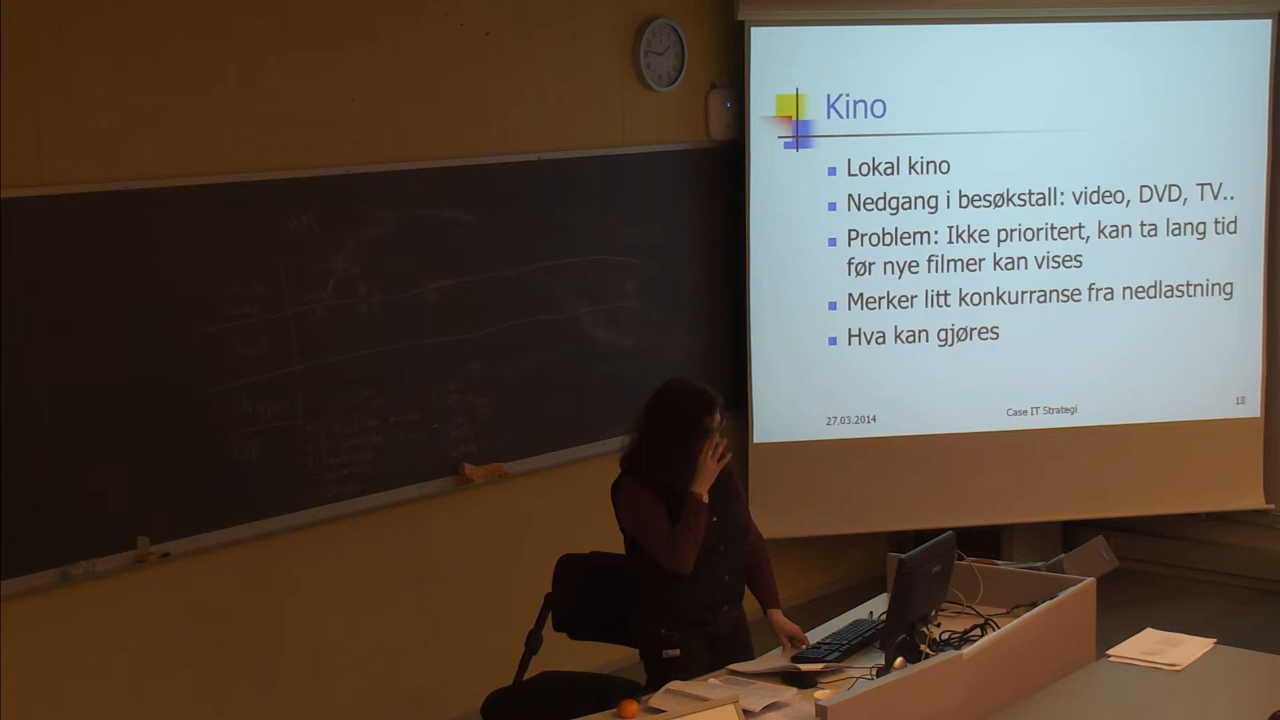 Kino
Lokal kino
Nedgang i besøkstall: video, DVD, TV..
Problem: Ikke prioritert, kan ta lang tid
før nye filmer kan vises
Merker litt konkurranse fra nedlastning
Hva kan gjøres
27.03.2014
Case IT Strategi
18